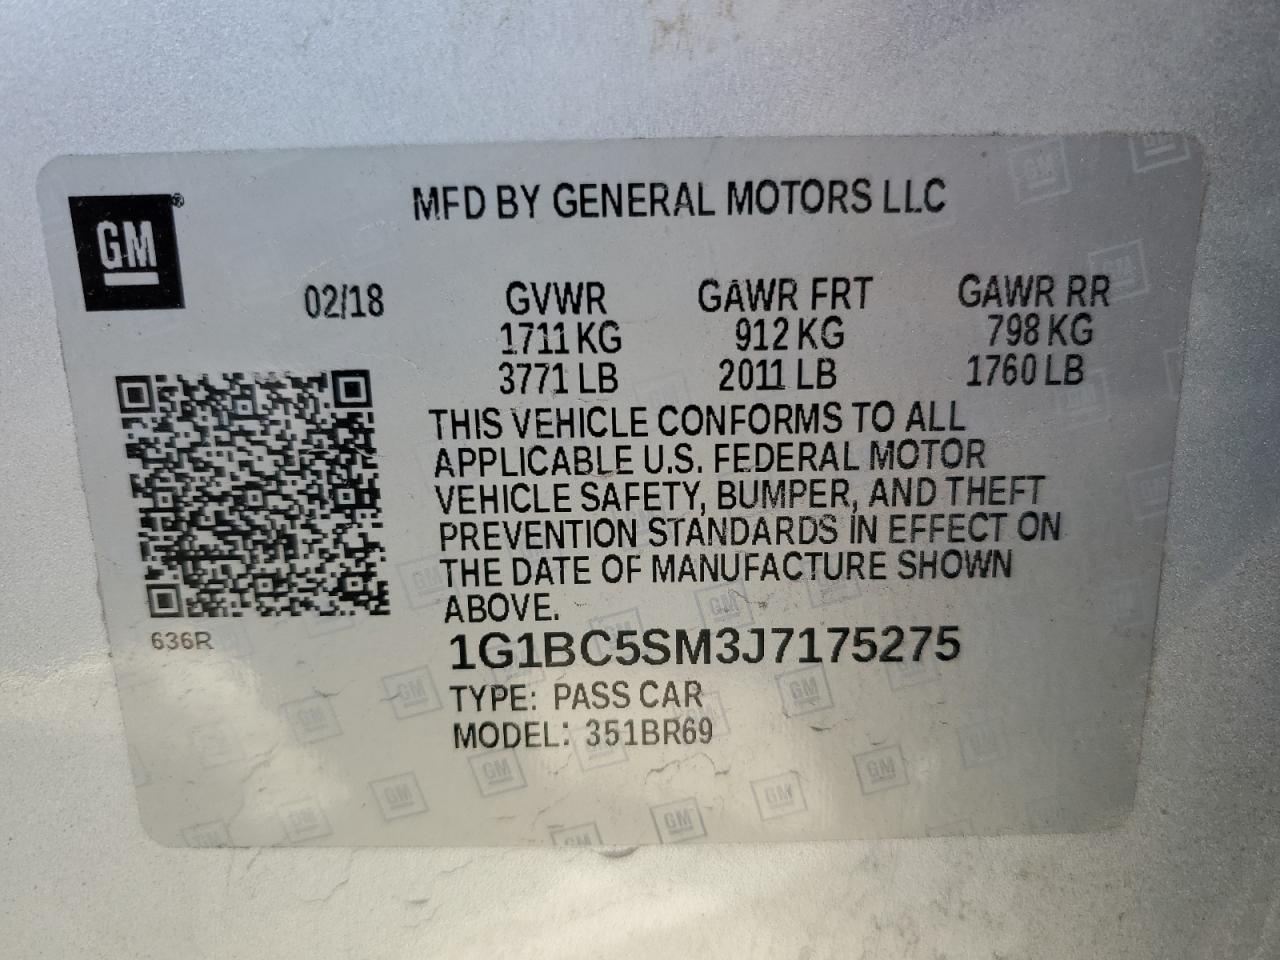 MFD BY GENERAL MOTORS LLC
GM®
02/18 GVWR GAWR FRT GAWR RR
1711 KG 912 KG 798 KG
3771 LB 2011 LB 1760 LB
THIS VEHICLE CONFORMS TO ALL
APPLICABLE U.S. FEDERAL MOTOR
VEHICLE SAFETY, BUMPER, AND THEFT
PREVENTION STANDARDS IN EFFECT ON
THE DATE OF MANUFACTURE SHOWN
ABOVE.
636R
1G1BC5SM3J7175275
TYPE: PASS CAR
MODEL: 351BR69